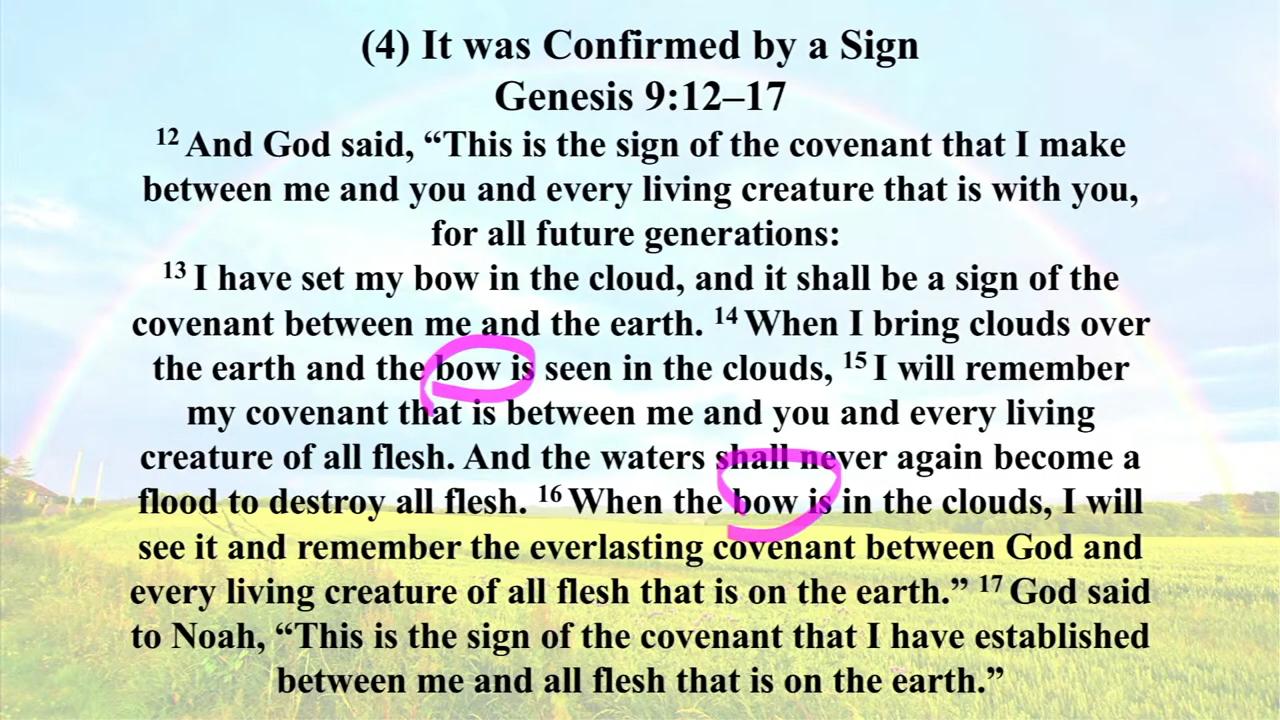 (4) It was Confirmed by a Sign
Genesis 9:12–17
12 And God said, “This is the sign of the covenant that I make
between me and you and every living creature that is with you,
for all future generations:
13 I have set my bow in the cloud, and it shall be a sign of the
covenant between me and the earth. 14 When I bring clouds over
the earth and the bow is seen in the clouds, 15 I will remember
my covenant that is between me and you and every living
creature of all flesh. And the waters shall never again become a
flood to destroy all flesh. 16 When the bow is in the clouds, I will
see it and remember the everlasting covenant between God and
every living creature of all flesh that is on the earth.” 17 God said
to Noah, “This is the sign of the covenant that I have established
between me and all flesh that is on the earth.”